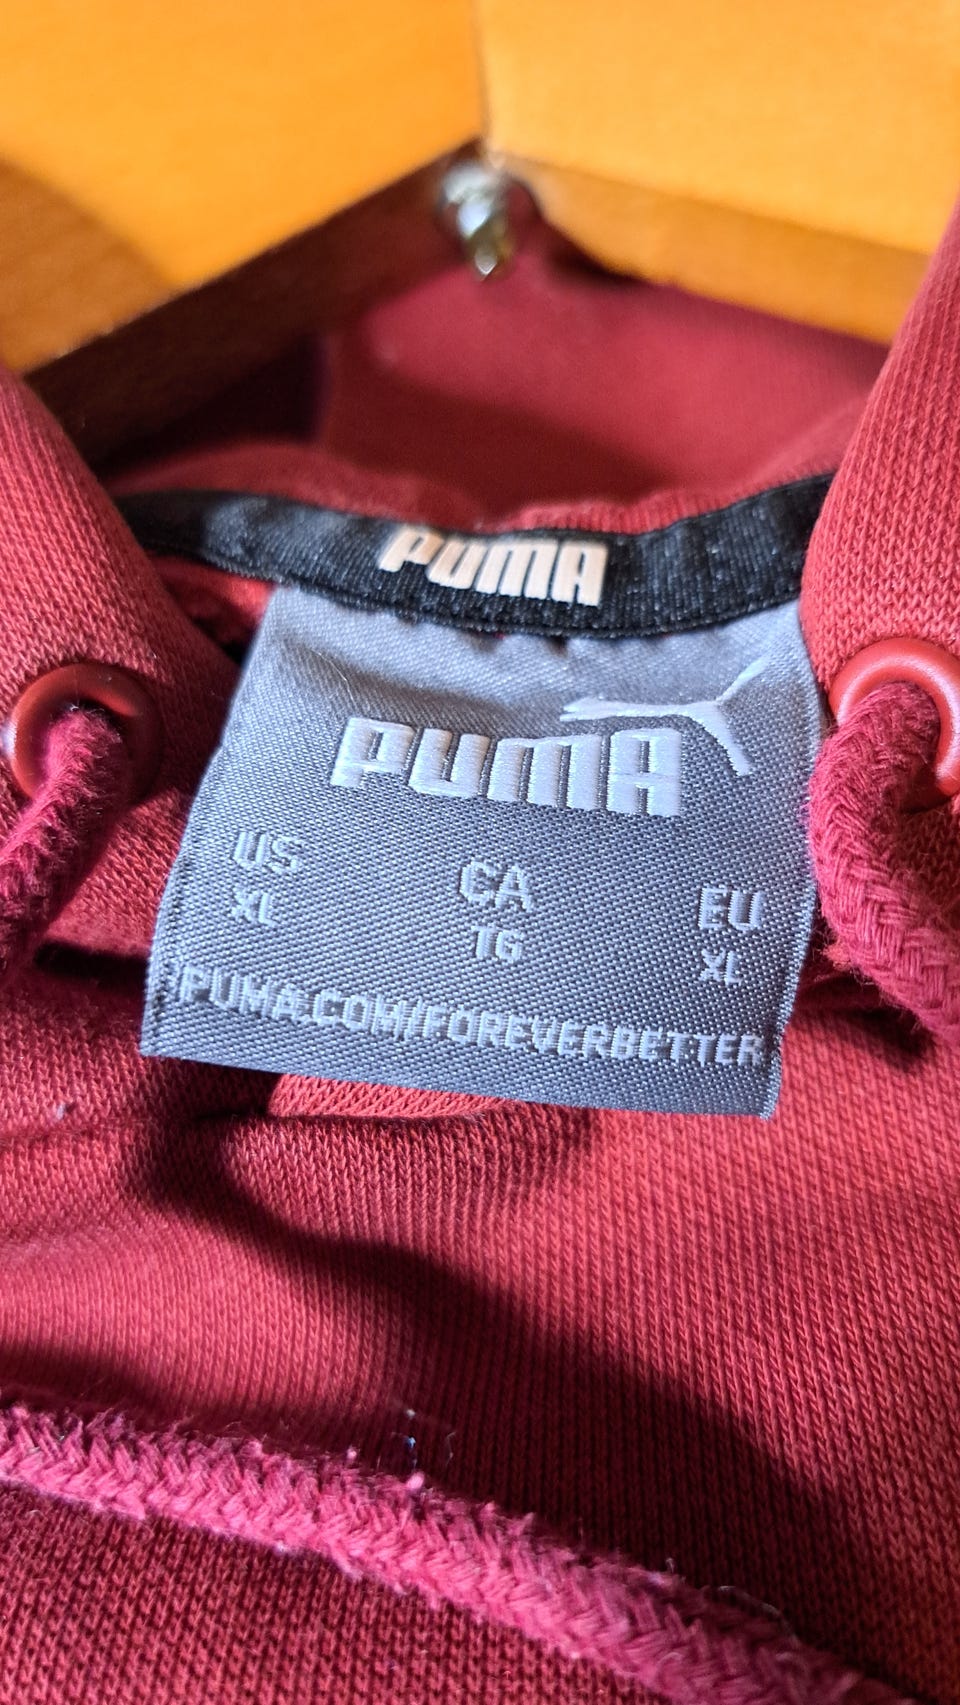 PUMA
PUMA
US CA EU
XL TG XL
PUMA.COM/FOREVERBETTER